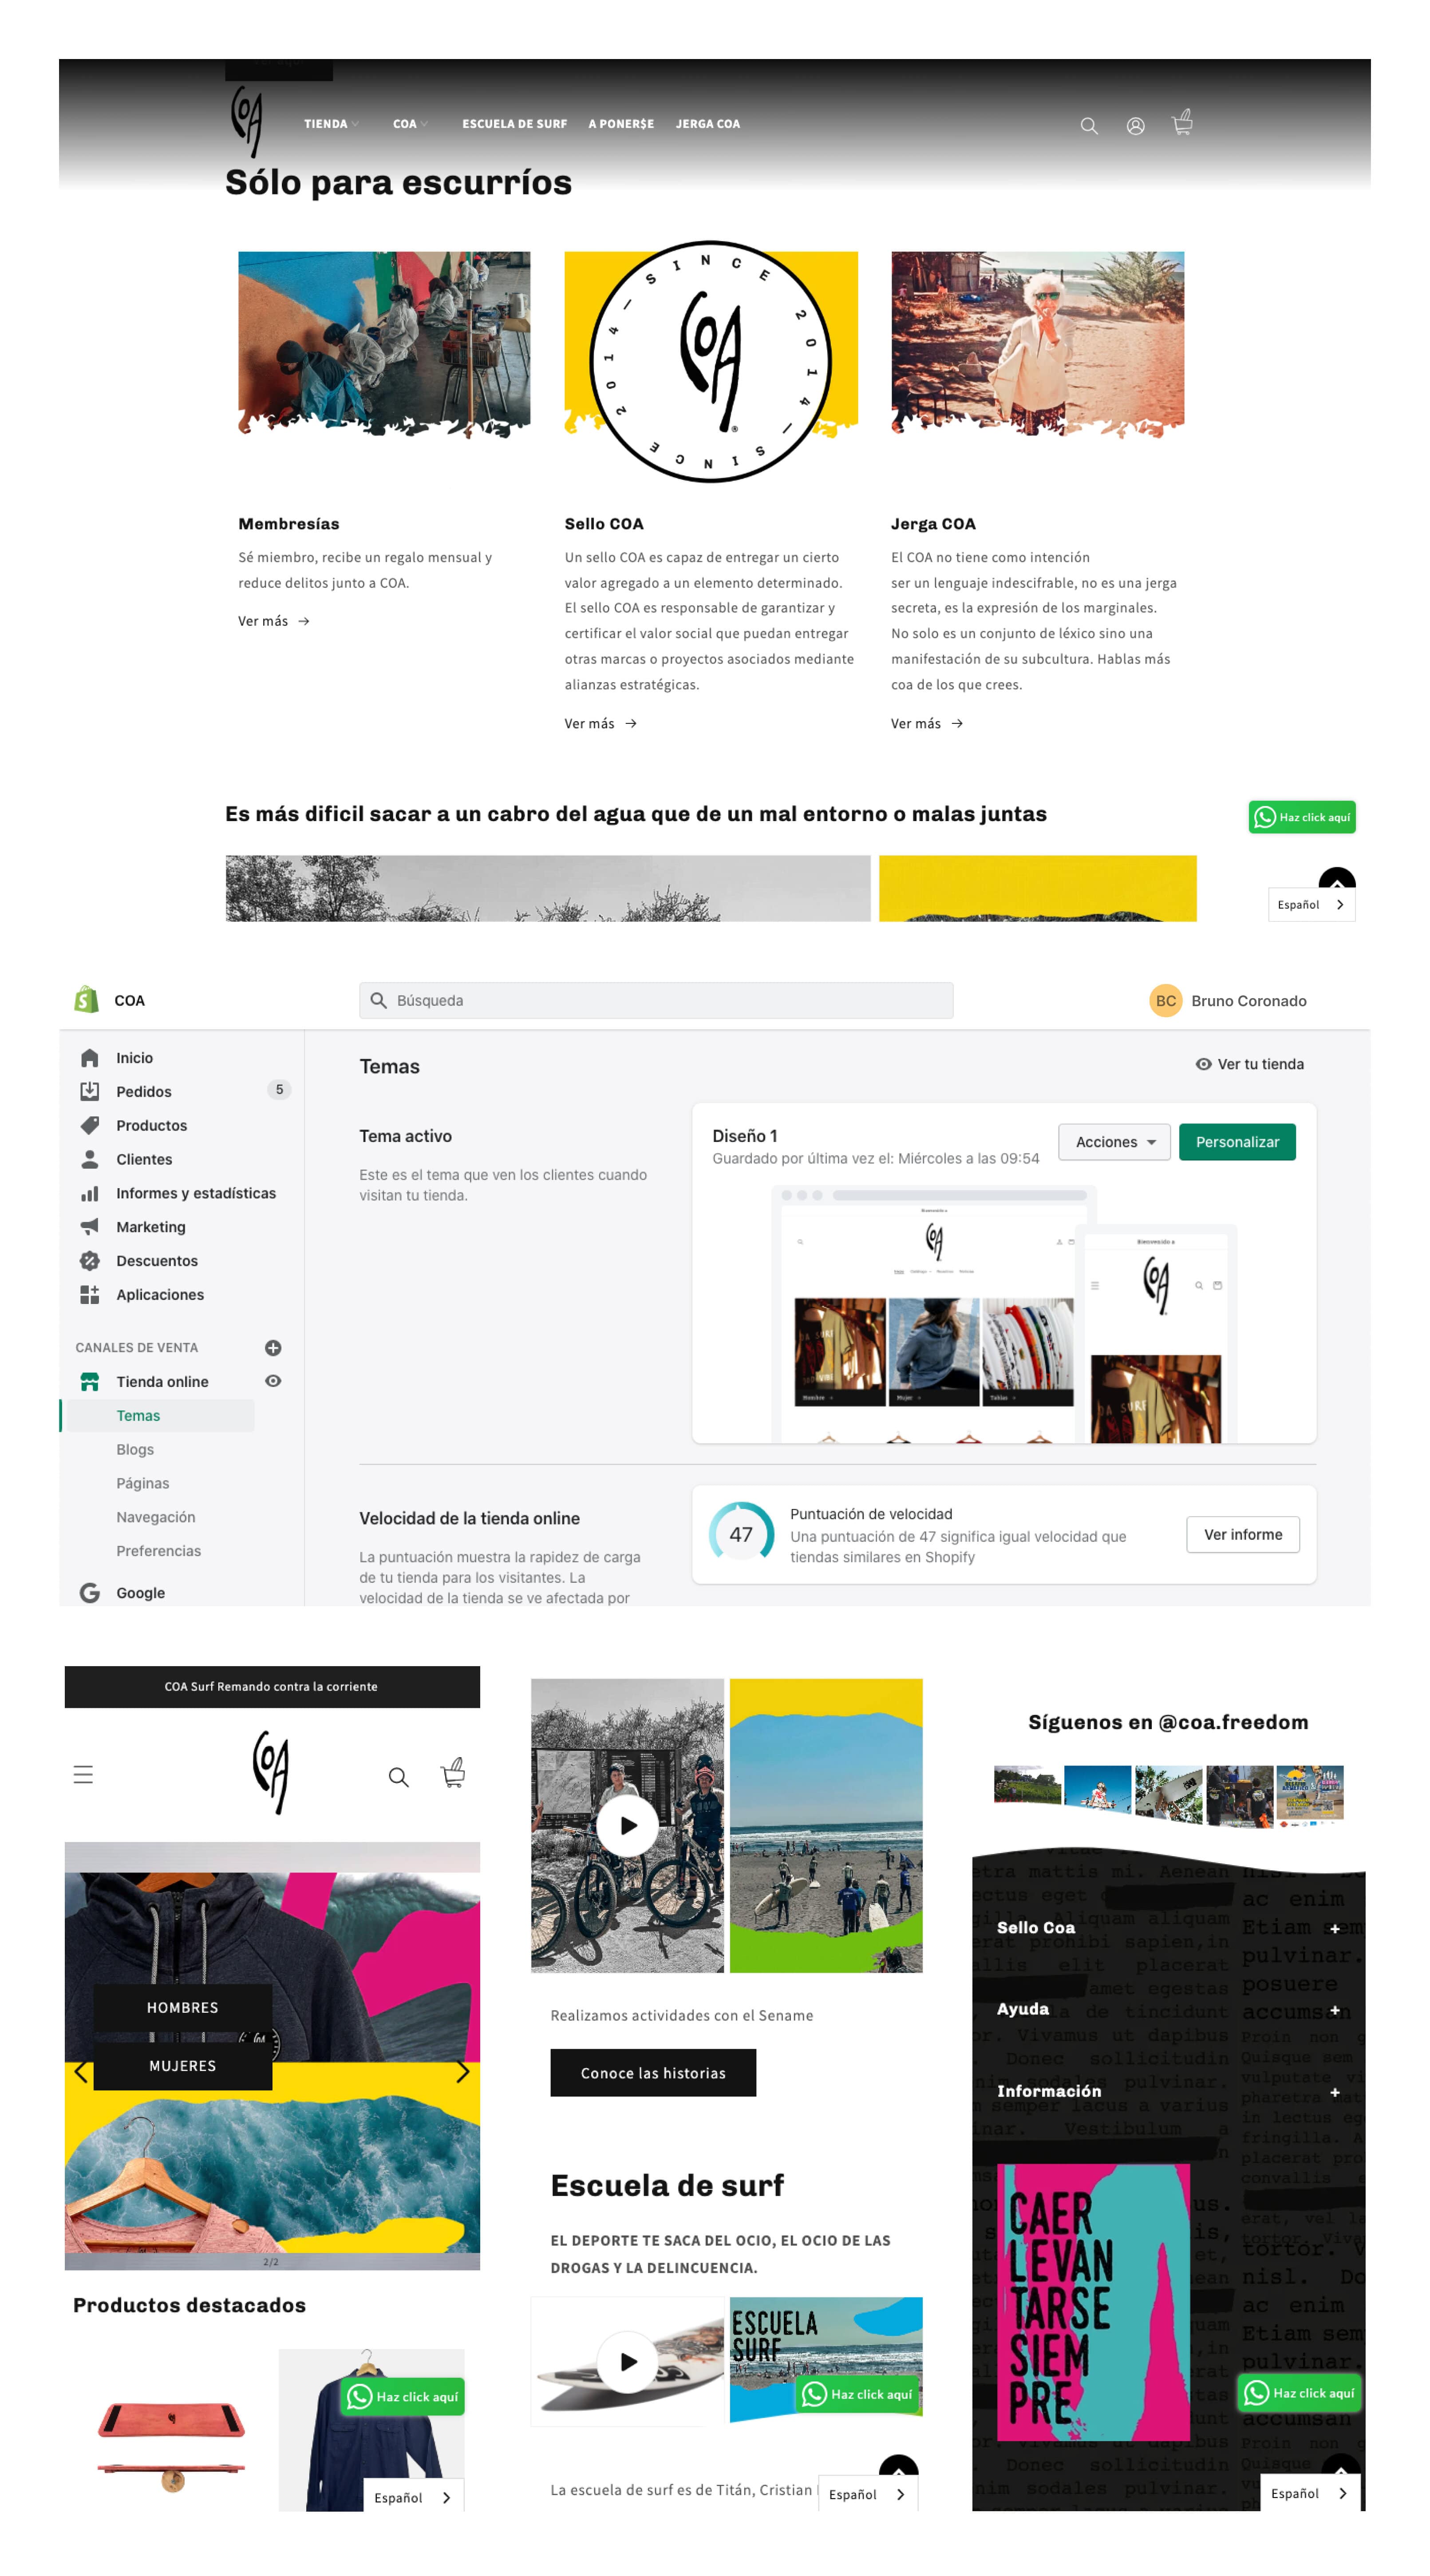 COA
TIENDA
COA
ESCUELA DE SURF
A PONER$E
JERGA COA
Sólo para escurríos
SINCE 2014 — SINCE 2014 —
COA
®
Membresías
Sé miembro, recibe un regalo mensual y
reduce delitos junto a COA.
Ver más →
Sello COA
Un sello COA es capaz de entregar un cierto
valor agregado a un elemento determinado.
El sello COA es responsable de garantizar y
certificar el valor social que puedan entregar
otras marcas o proyectos asociados mediante
alianzas estratégicas.
Ver más →
Jerga COA
El COA no tiene como intención
ser un lenguaje indescifrable, no es una jerga
secreta, es la expresión de los marginales.
No solo es un conjunto de léxico sino una
manifestación de su subcultura. Hablas más
coa de los que crees.
Ver más →
Es más dificil sacar a un cabro del agua que de un mal entorno o malas juntas
Haz click aquí
Español
COA
Búsqueda
BC
Bruno Coronado
Inicio
Pedidos
5
Productos
Clientes
Informes y estadísticas
Marketing
Descuentos
Aplicaciones
CANALES DE VENTA
Tienda online
Temas
Blogs
Páginas
Navegación
Preferencias
Google
Temas
Ver tu tienda
Tema activo
Este es el tema que ven los clientes cuando
visitan tu tienda.
Diseño 1
Guardado por última vez el: Miércoles a las 09:54
Acciones
Personalizar
Bienvenido a
COA
Hombre →
Mujer →
Tablas →
Bienvenido a
COA
Velocidad de la tienda online
La puntuación muestra la rapidez de carga
de tu tienda para los visitantes. La
velocidad de la tienda se ve afectada por
47
Puntuación de velocidad
Una puntuación de 47 significa igual velocidad que
tiendas similares en Shopify
Ver informe
COA Surf Remando contra la corriente
COA
HOMBRES
MUJERES
2/2
Productos destacados
Haz click aquí
Español
Realizamos actividades con el Sename
Conoce las historias
Escuela de surf
EL DEPORTE TE SACA DEL OCIO, EL OCIO DE LAS
DROGAS Y LA DELINCUENCIA.
ESCUELA
SURF
Haz click aquí
La escuela de surf es de Titán, Cristian
Español
Síguenos en @coa.freedom
Sello Coa
+
Ayuda
+
Información
+
CAER
LEVAN
TARSE
SIEM
PRE
Haz click aquí
Español